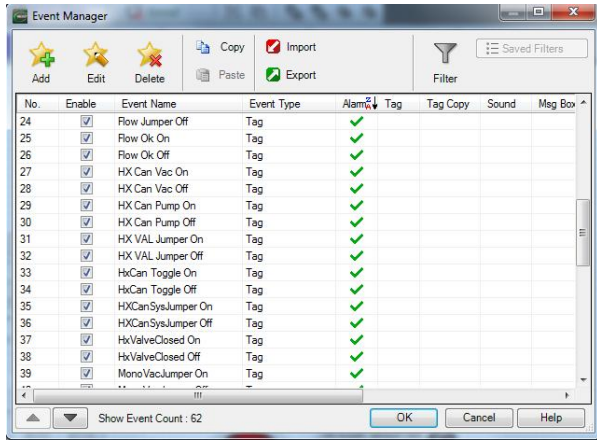 Event Manager
Add Edit Delete Copy Paste Import Export Filter Saved Filters
No. Enable Event Name Event Type Alarm Tag Tag Copy Sound Msg Box
24 Flow Jumper Off Tag
25 Flow Ok On Tag
26 Flow Ok Off Tag
27 HX Can Vac On Tag
28 HX Can Vac Off Tag
29 HX Can Pump On Tag
30 HX Can Pump Off Tag
31 HX VAL Jumper On Tag
32 HX VAL Jumper Off Tag
33 HxCan Toggle On Tag
34 HxCan Toggle Off Tag
35 HXCanSysJumper On Tag
36 HXCanSysJumper Off Tag
37 HxValveClosed On Tag
38 HxValveClosed Off Tag
39 MonoVacJumper On Tag
Show Event Count : 62 OK Cancel Help